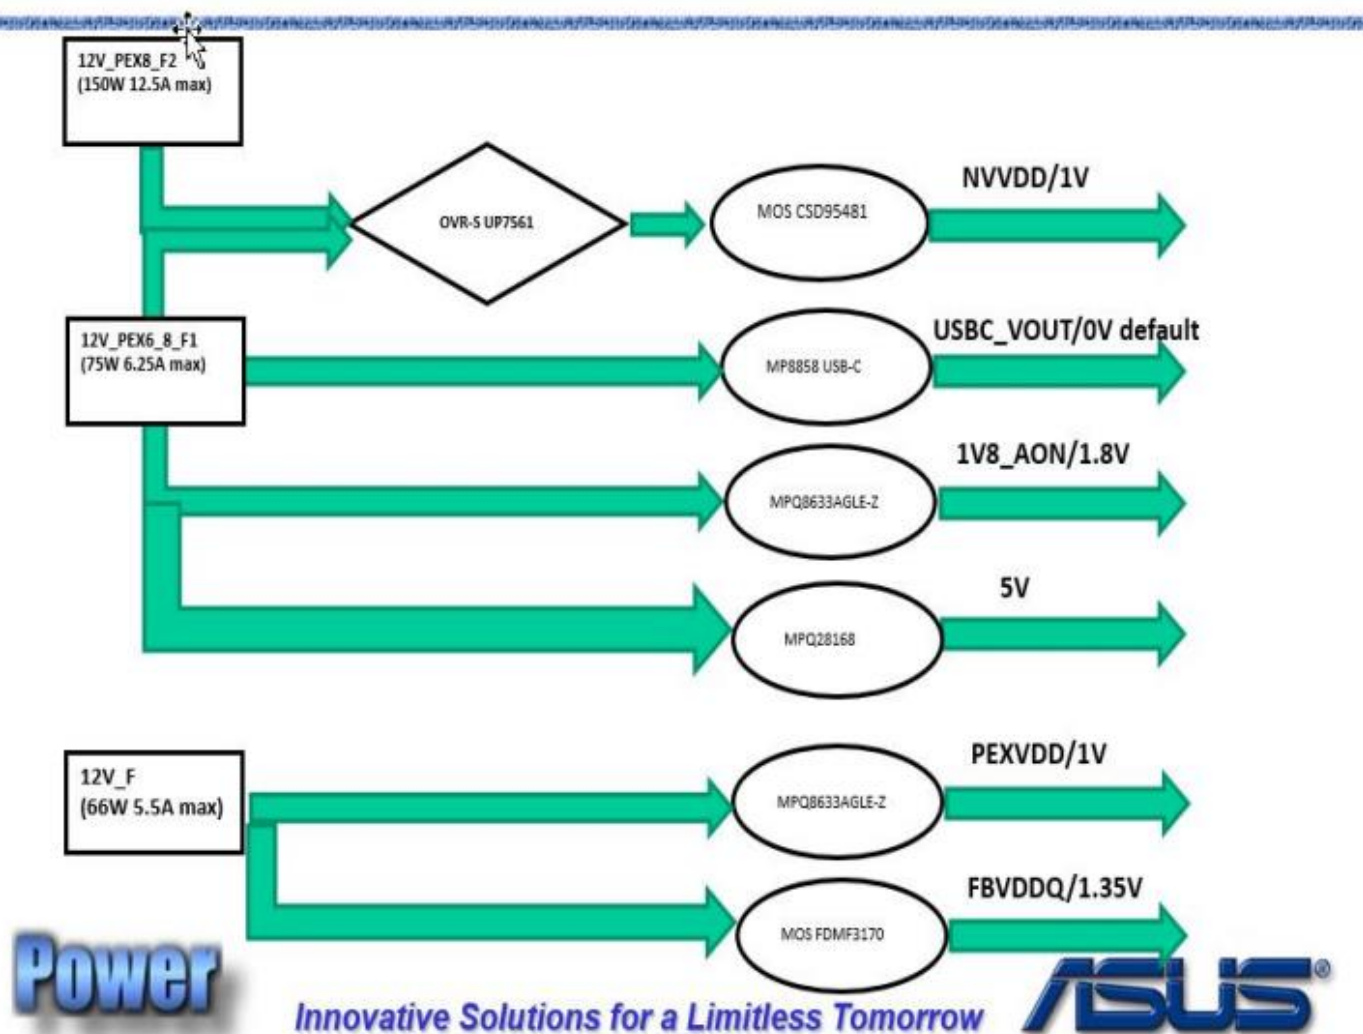 12V_PEX8_F2
(150W 12.5A max)
NVVDD/1V
OVR-S UP7561
MOS CSD95481
12V_PEX6_8_F1
(75W 6.25A max)
USBC_VOUT/0V default
MP8858 USB-C
1V8_AON/1.8V
MPQ8633AGLE-Z
5V
MPQ28168
12V_F
(66W 5.5A max)
PEXVDD/1V
MPQ8633AGLE-Z
FBVDDQ/1.35V
MOS FDMF3170
Power
Innovative Solutions for a Limitless Tomorrow
ASUS®